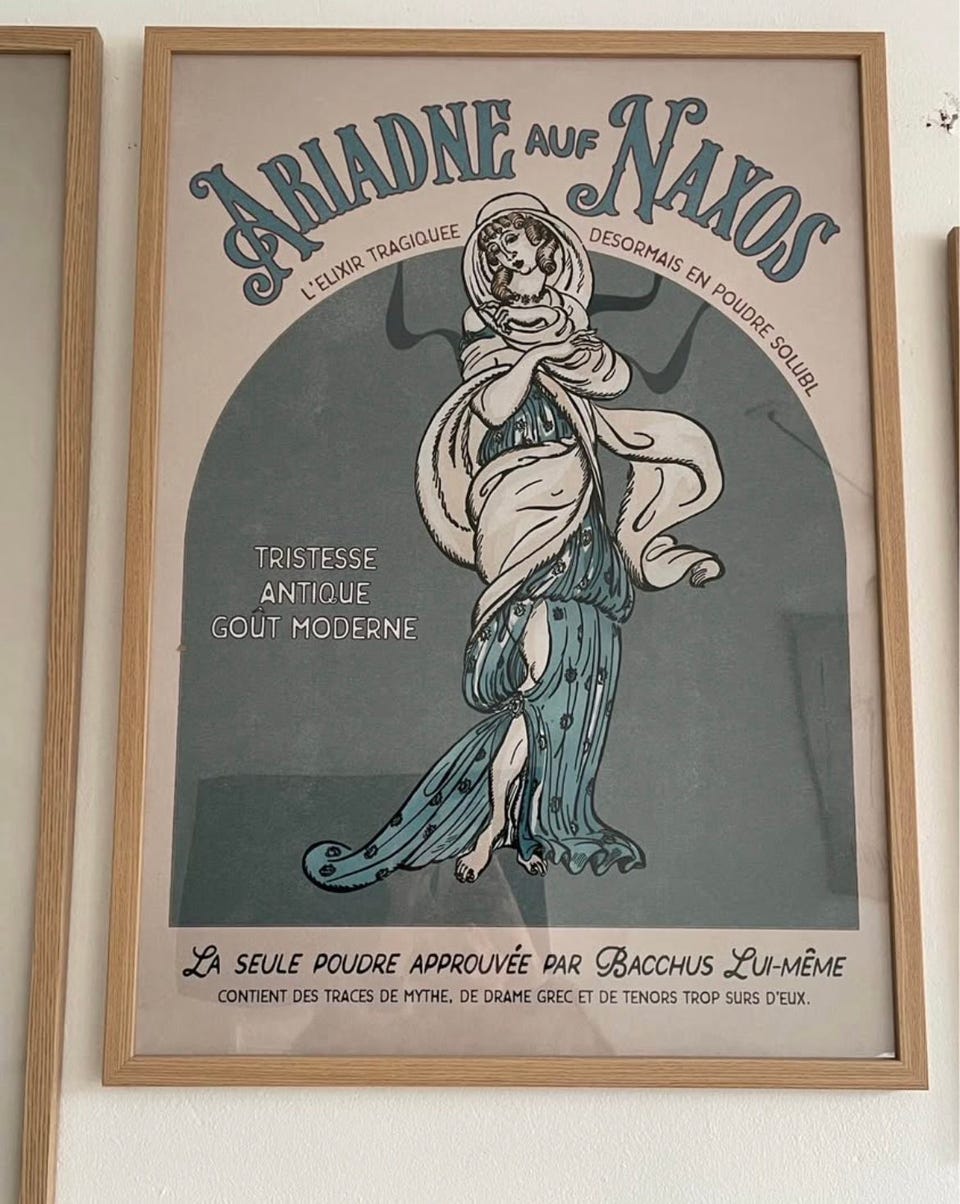 ARIADNE AUF NAXOS
L'ELIXIR TRAGIQUEE DESORMAIS EN POUDRE SOLUBL
TRISTESSE
ANTIQUE
GOÛT MODERNE
LA SEULE POUDRE APPROUVÉE PAR BACCHUS LUI-MÊME
CONTIENT DES TRACES DE MYTHE, DE DRAME GREC ET DE TENORS TROP SURS D'EUX.